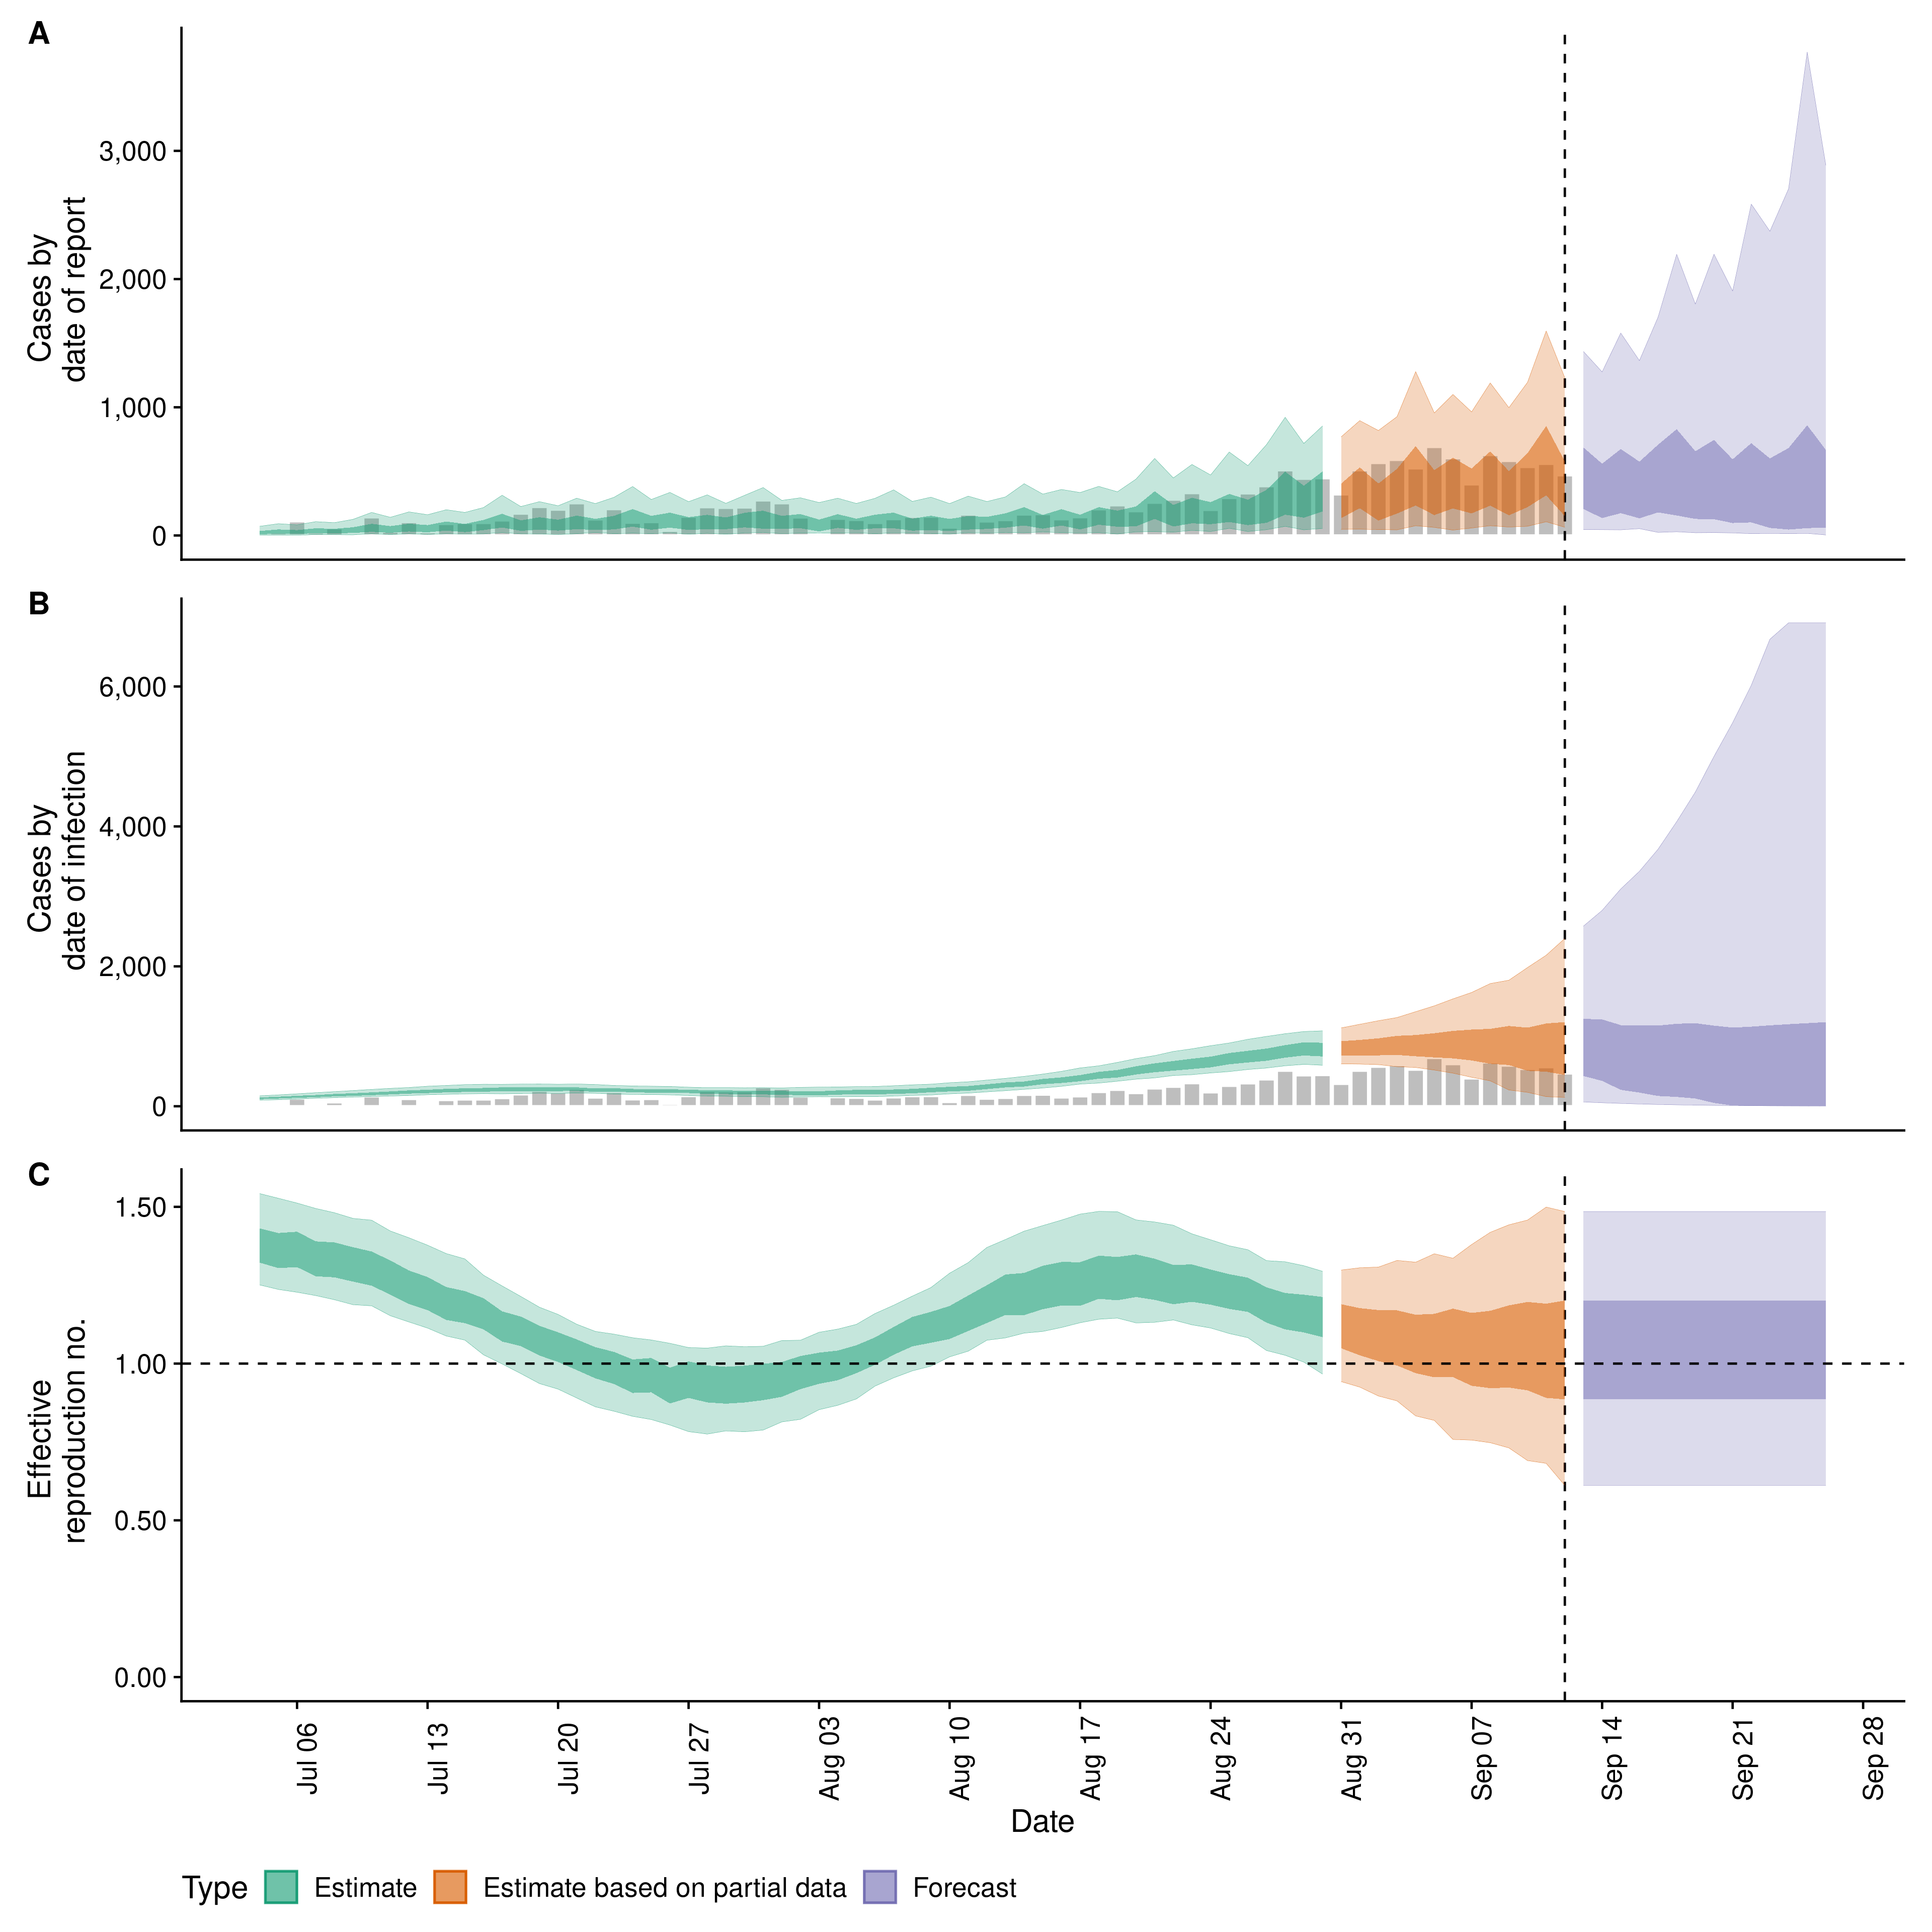 A
Cases by
date of report
3,000
2,000
1,000
0
B
Cases by
date of infection
6,000
4,000
2,000
0
C
Effective
reproduction no.
1.50
1.00
0.50
0.00
Jul 06
Jul 13
Jul 20
Jul 27
Aug 03
Aug 10
Aug 17
Aug 24
Aug 31
Sep 07
Sep 14
Sep 21
Sep 28
Date
Type Estimate Estimate based on partial data Forecast